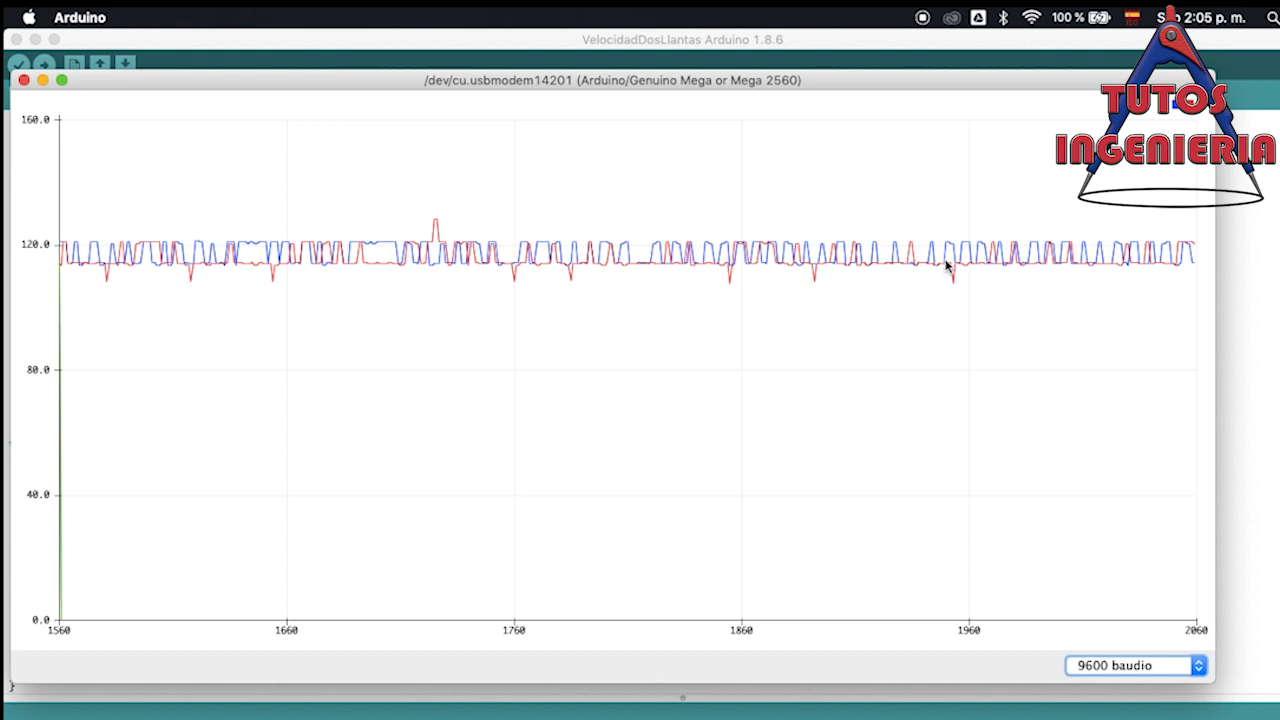 Arduino
100 %
2:05 p. m.
VelocidadDosLlantas Arduino 1.8.6
/dev/cu.usbmodem14201 (Arduino/Genuino Mega or Mega 2560)
TUTOS
INGENIERIA
160.0
120.0
80.0
40.0
0.0
1560 1660 1760 1860 1960 2060
9600 baudio
}